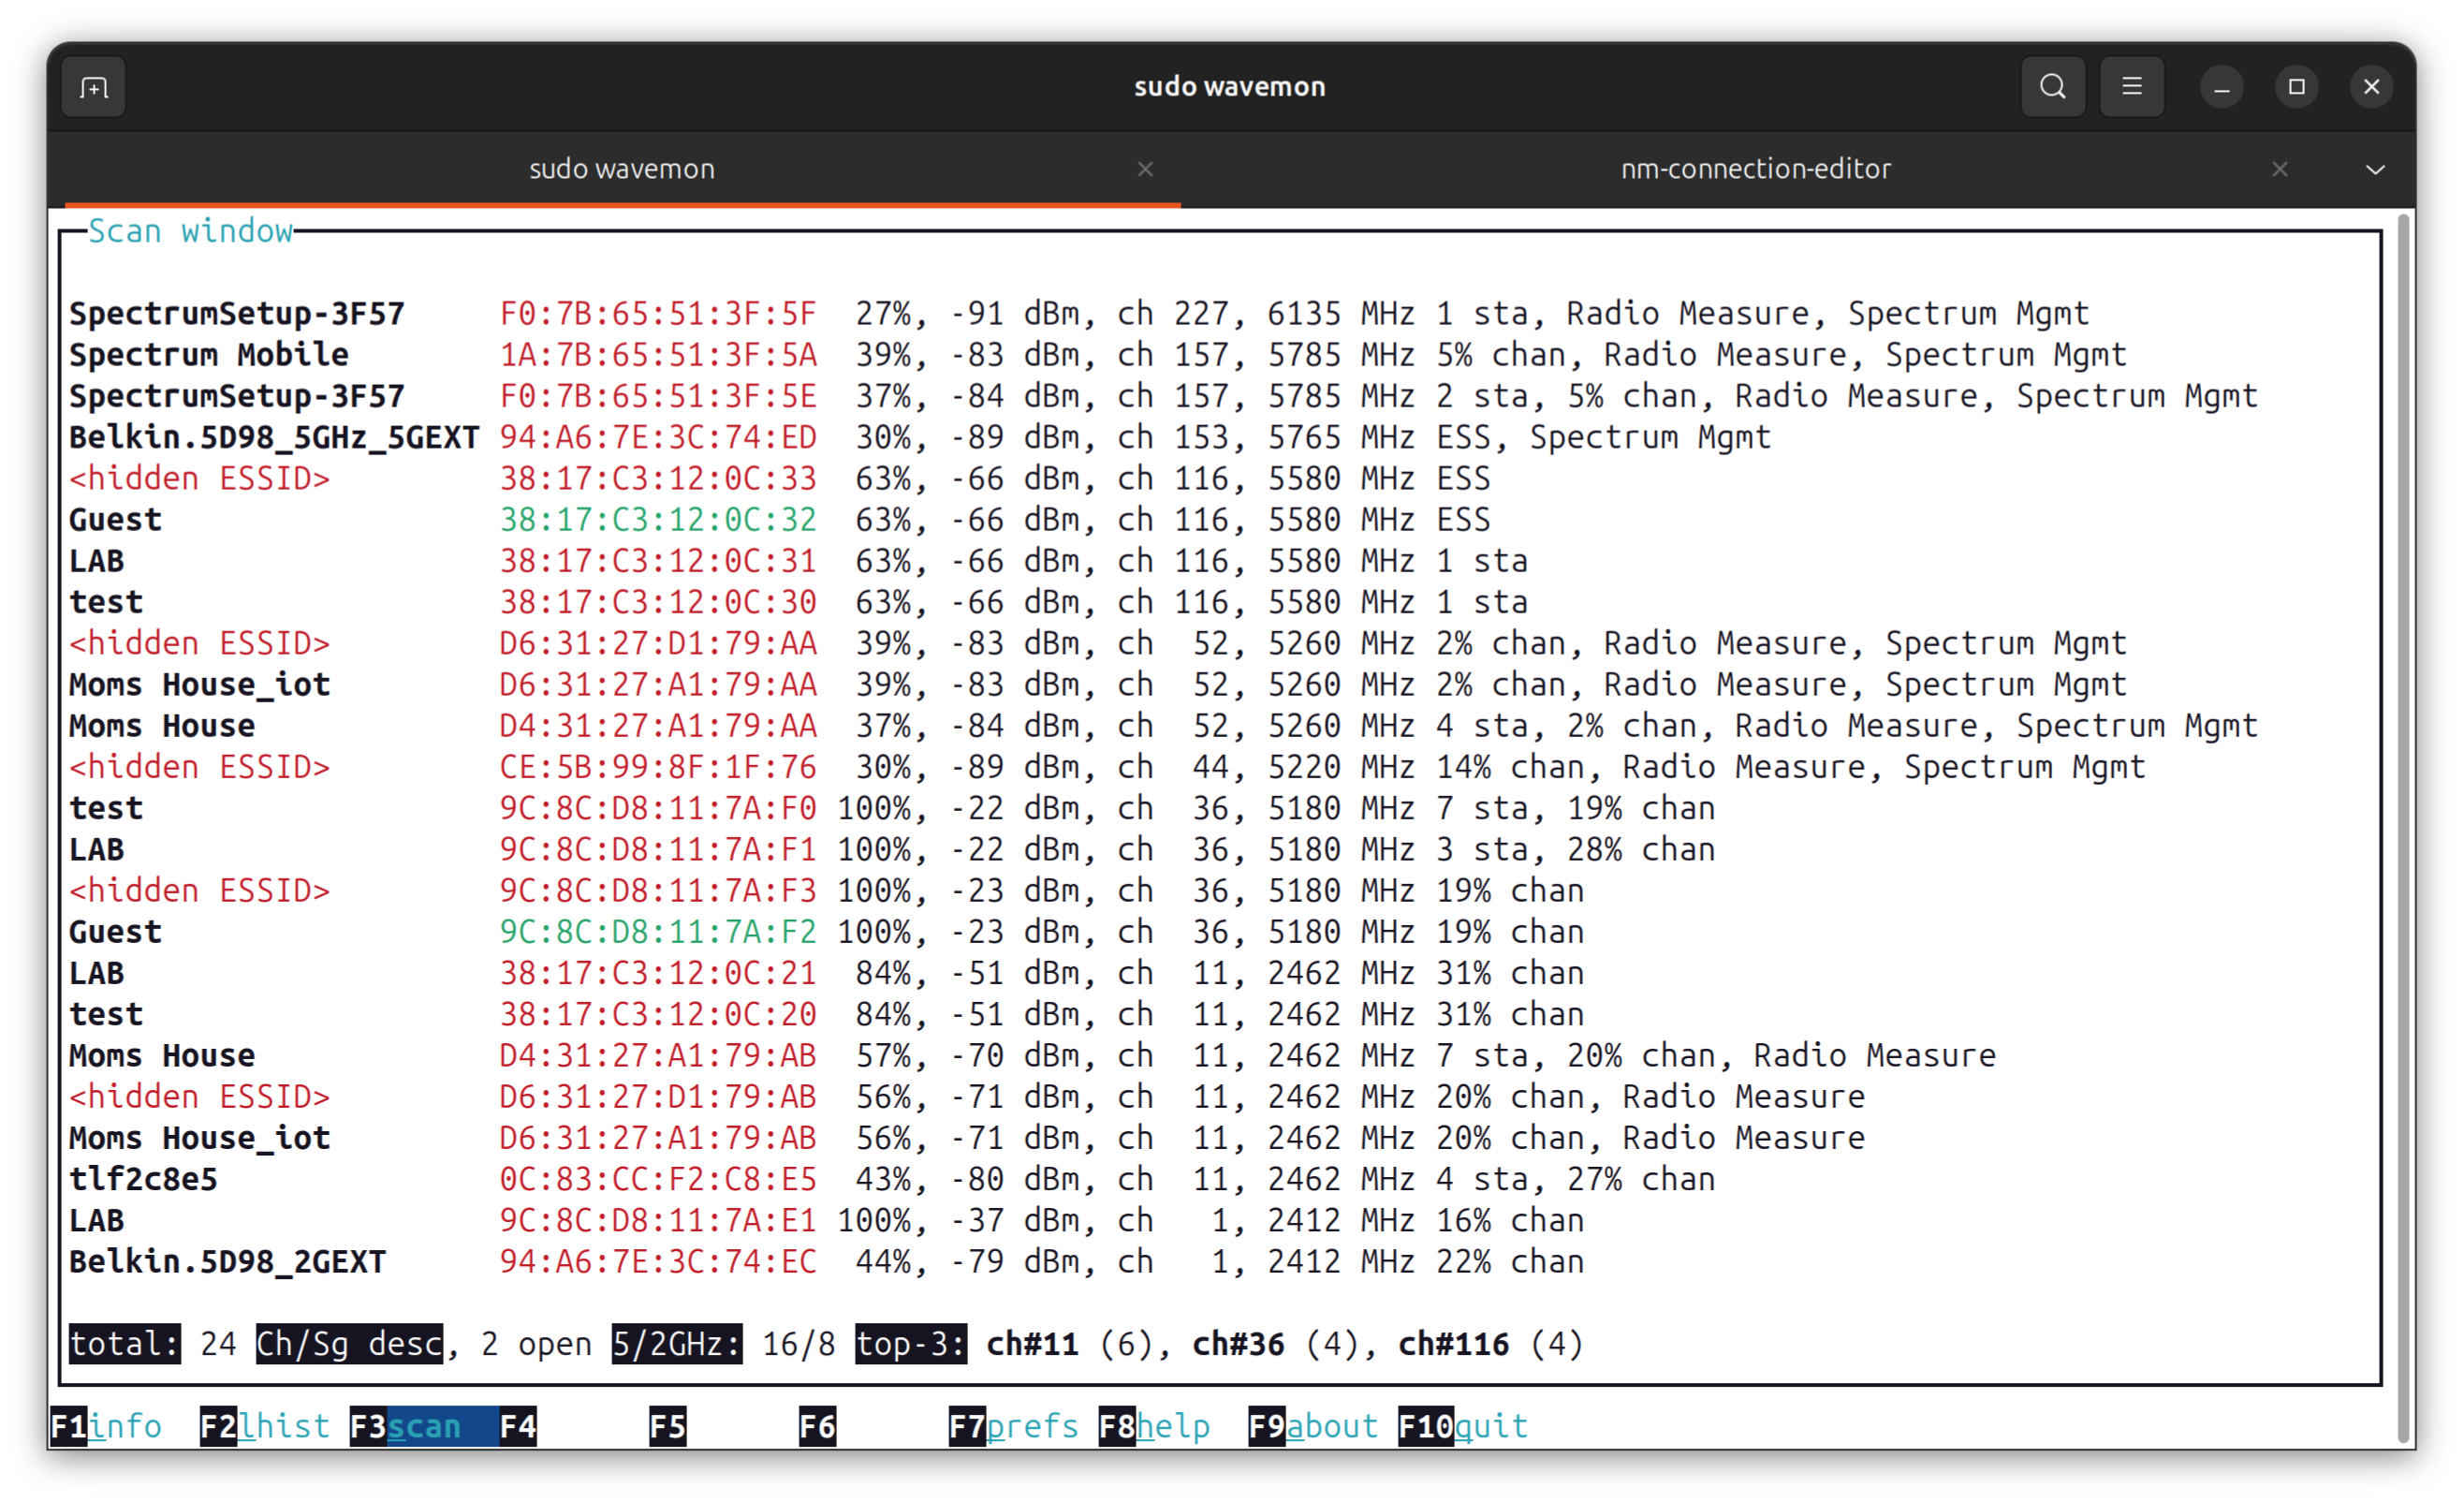 sudo wavemon
sudo wavemon nm-connection-editor
Scan window
SpectrumSetup-3F57 F0:7B:65:51:3F:5F 27%, -91 dBm, ch 227, 6135 MHz 1 sta, Radio Measure, Spectrum Mgmt
Spectrum Mobile 1A:7B:65:51:3F:5A 39%, -83 dBm, ch 157, 5785 MHz 5% chan, Radio Measure, Spectrum Mgmt
SpectrumSetup-3F57 F0:7B:65:51:3F:5E 37%, -84 dBm, ch 157, 5785 MHz 2 sta, 5% chan, Radio Measure, Spectrum Mgmt
Belkin.5D98_5GHz_5GEXT 94:A6:7E:3C:74:ED 30%, -89 dBm, ch 153, 5765 MHz ESS, Spectrum Mgmt
<hidden ESSID> 38:17:C3:12:0C:33 63%, -66 dBm, ch 116, 5580 MHz ESS
Guest 38:17:C3:12:0C:32 63%, -66 dBm, ch 116, 5580 MHz ESS
LAB 38:17:C3:12:0C:31 63%, -66 dBm, ch 116, 5580 MHz 1 sta
test 38:17:C3:12:0C:30 63%, -66 dBm, ch 116, 5580 MHz 1 sta
<hidden ESSID> D6:31:27:D1:79:AA 39%, -83 dBm, ch 52, 5260 MHz 2% chan, Radio Measure, Spectrum Mgmt
Moms House_iot D6:31:27:A1:79:AA 39%, -83 dBm, ch 52, 5260 MHz 2% chan, Radio Measure, Spectrum Mgmt
Moms House D4:31:27:A1:79:AA 37%, -84 dBm, ch 52, 5260 MHz 4 sta, 2% chan, Radio Measure, Spectrum Mgmt
<hidden ESSID> CE:5B:99:8F:1F:76 30%, -89 dBm, ch 44, 5220 MHz 14% chan, Radio Measure, Spectrum Mgmt
test 9C:8C:D8:11:7A:F0 100%, -22 dBm, ch 36, 5180 MHz 7 sta, 19% chan
LAB 9C:8C:D8:11:7A:F1 100%, -22 dBm, ch 36, 5180 MHz 3 sta, 28% chan
<hidden ESSID> 9C:8C:D8:11:7A:F3 100%, -23 dBm, ch 36, 5180 MHz 19% chan
Guest 9C:8C:D8:11:7A:F2 100%, -23 dBm, ch 36, 5180 MHz 19% chan
LAB 38:17:C3:12:0C:21 84%, -51 dBm, ch 11, 2462 MHz 31% chan
test 38:17:C3:12:0C:20 84%, -51 dBm, ch 11, 2462 MHz 31% chan
Moms House D4:31:27:A1:79:AB 57%, -70 dBm, ch 11, 2462 MHz 7 sta, 20% chan, Radio Measure
<hidden ESSID> D6:31:27:D1:79:AB 56%, -71 dBm, ch 11, 2462 MHz 20% chan, Radio Measure
Moms House_iot D6:31:27:A1:79:AB 56%, -71 dBm, ch 11, 2462 MHz 20% chan, Radio Measure
tlf2c8e5 0C:83:CC:F2:C8:E5 43%, -80 dBm, ch 11, 2462 MHz 4 sta, 27% chan
LAB 9C:8C:D8:11:7A:E1 100%, -37 dBm, ch 1, 2412 MHz 16% chan
Belkin.5D98_2GEXT 94:A6:7E:3C:74:EC 44%, -79 dBm, ch 1, 2412 MHz 22% chan
total: 24 Ch/Sg desc, 2 open 5/2GHz: 16/8 top-3: ch#11 (6), ch#36 (4), ch#116 (4)
F1info F2lhist F3scan F4 F5 F6 F7prefs F8help F9about F10quit